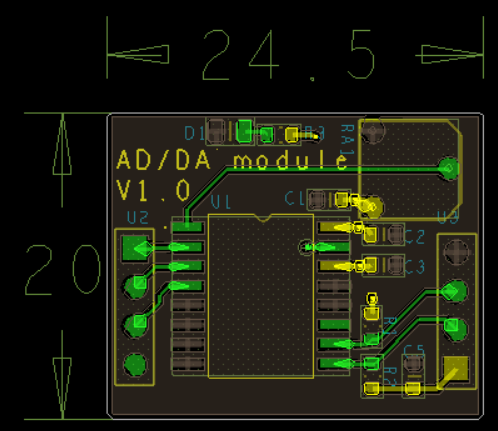 24.5
D1
R3
RA1
AD/DA module
V1.0
U1
C1
U2
U3
C2
20
C3
R1
C5
R2